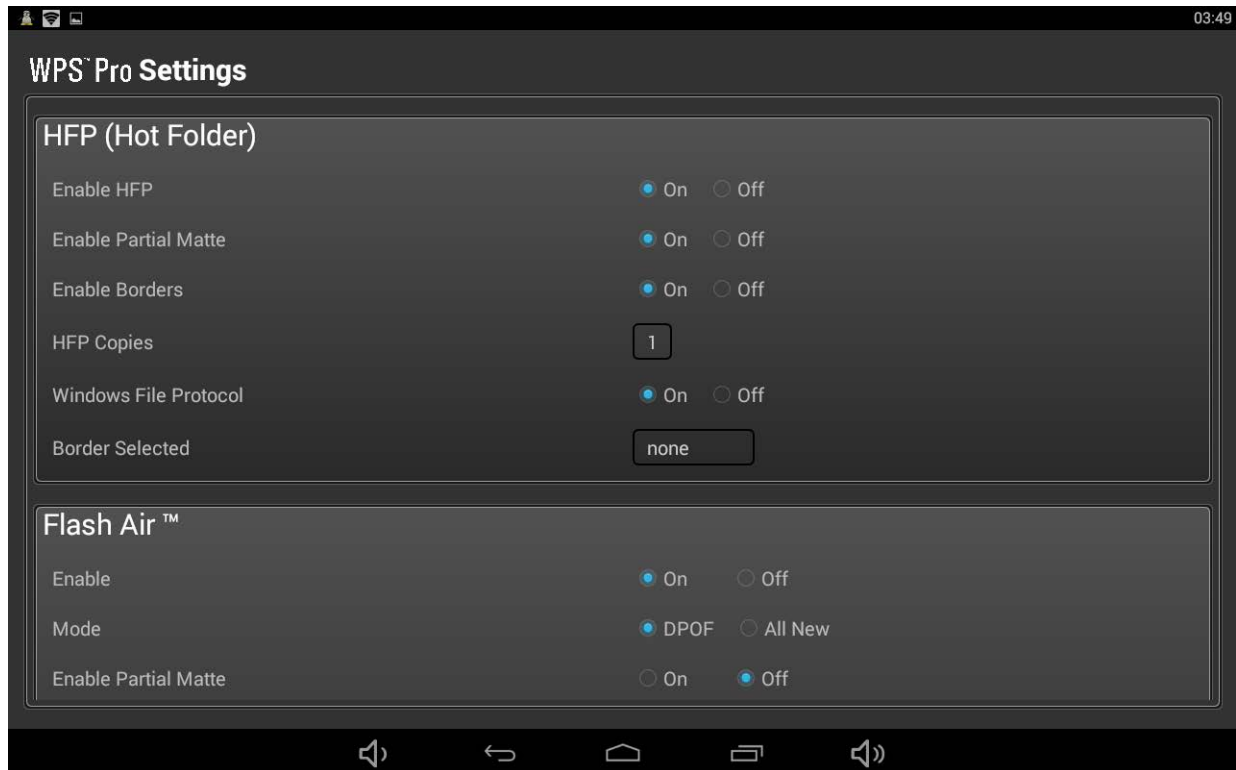 03:49
WPS™ Pro Settings
HFP (Hot Folder)
Enable HFP On Off
Enable Partial Matte On Off
Enable Borders On Off
HFP Copies 1
Windows File Protocol On Off
Border Selected none
Flash Air ™
Enable On Off
Mode DPOF All New
Enable Partial Matte On Off